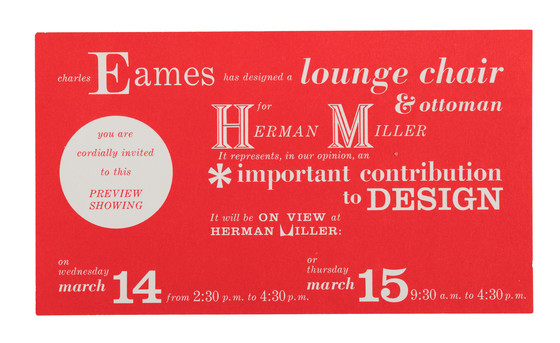 charles Eames has designed a lounge chair
& ottoman
for
HERMAN MILLER
It represents, in our opinion, an
*important contribution
to DESIGN
you are
cordially invited
to this
PREVIEW
SHOWING
It will be ON VIEW at
HERMAN MILLER:
on
wednesday
march 14 from 2:30 p.m. to 4:30 p.m.
or
thursday
march 15 9:30 a.m. to 4:30 p.m.